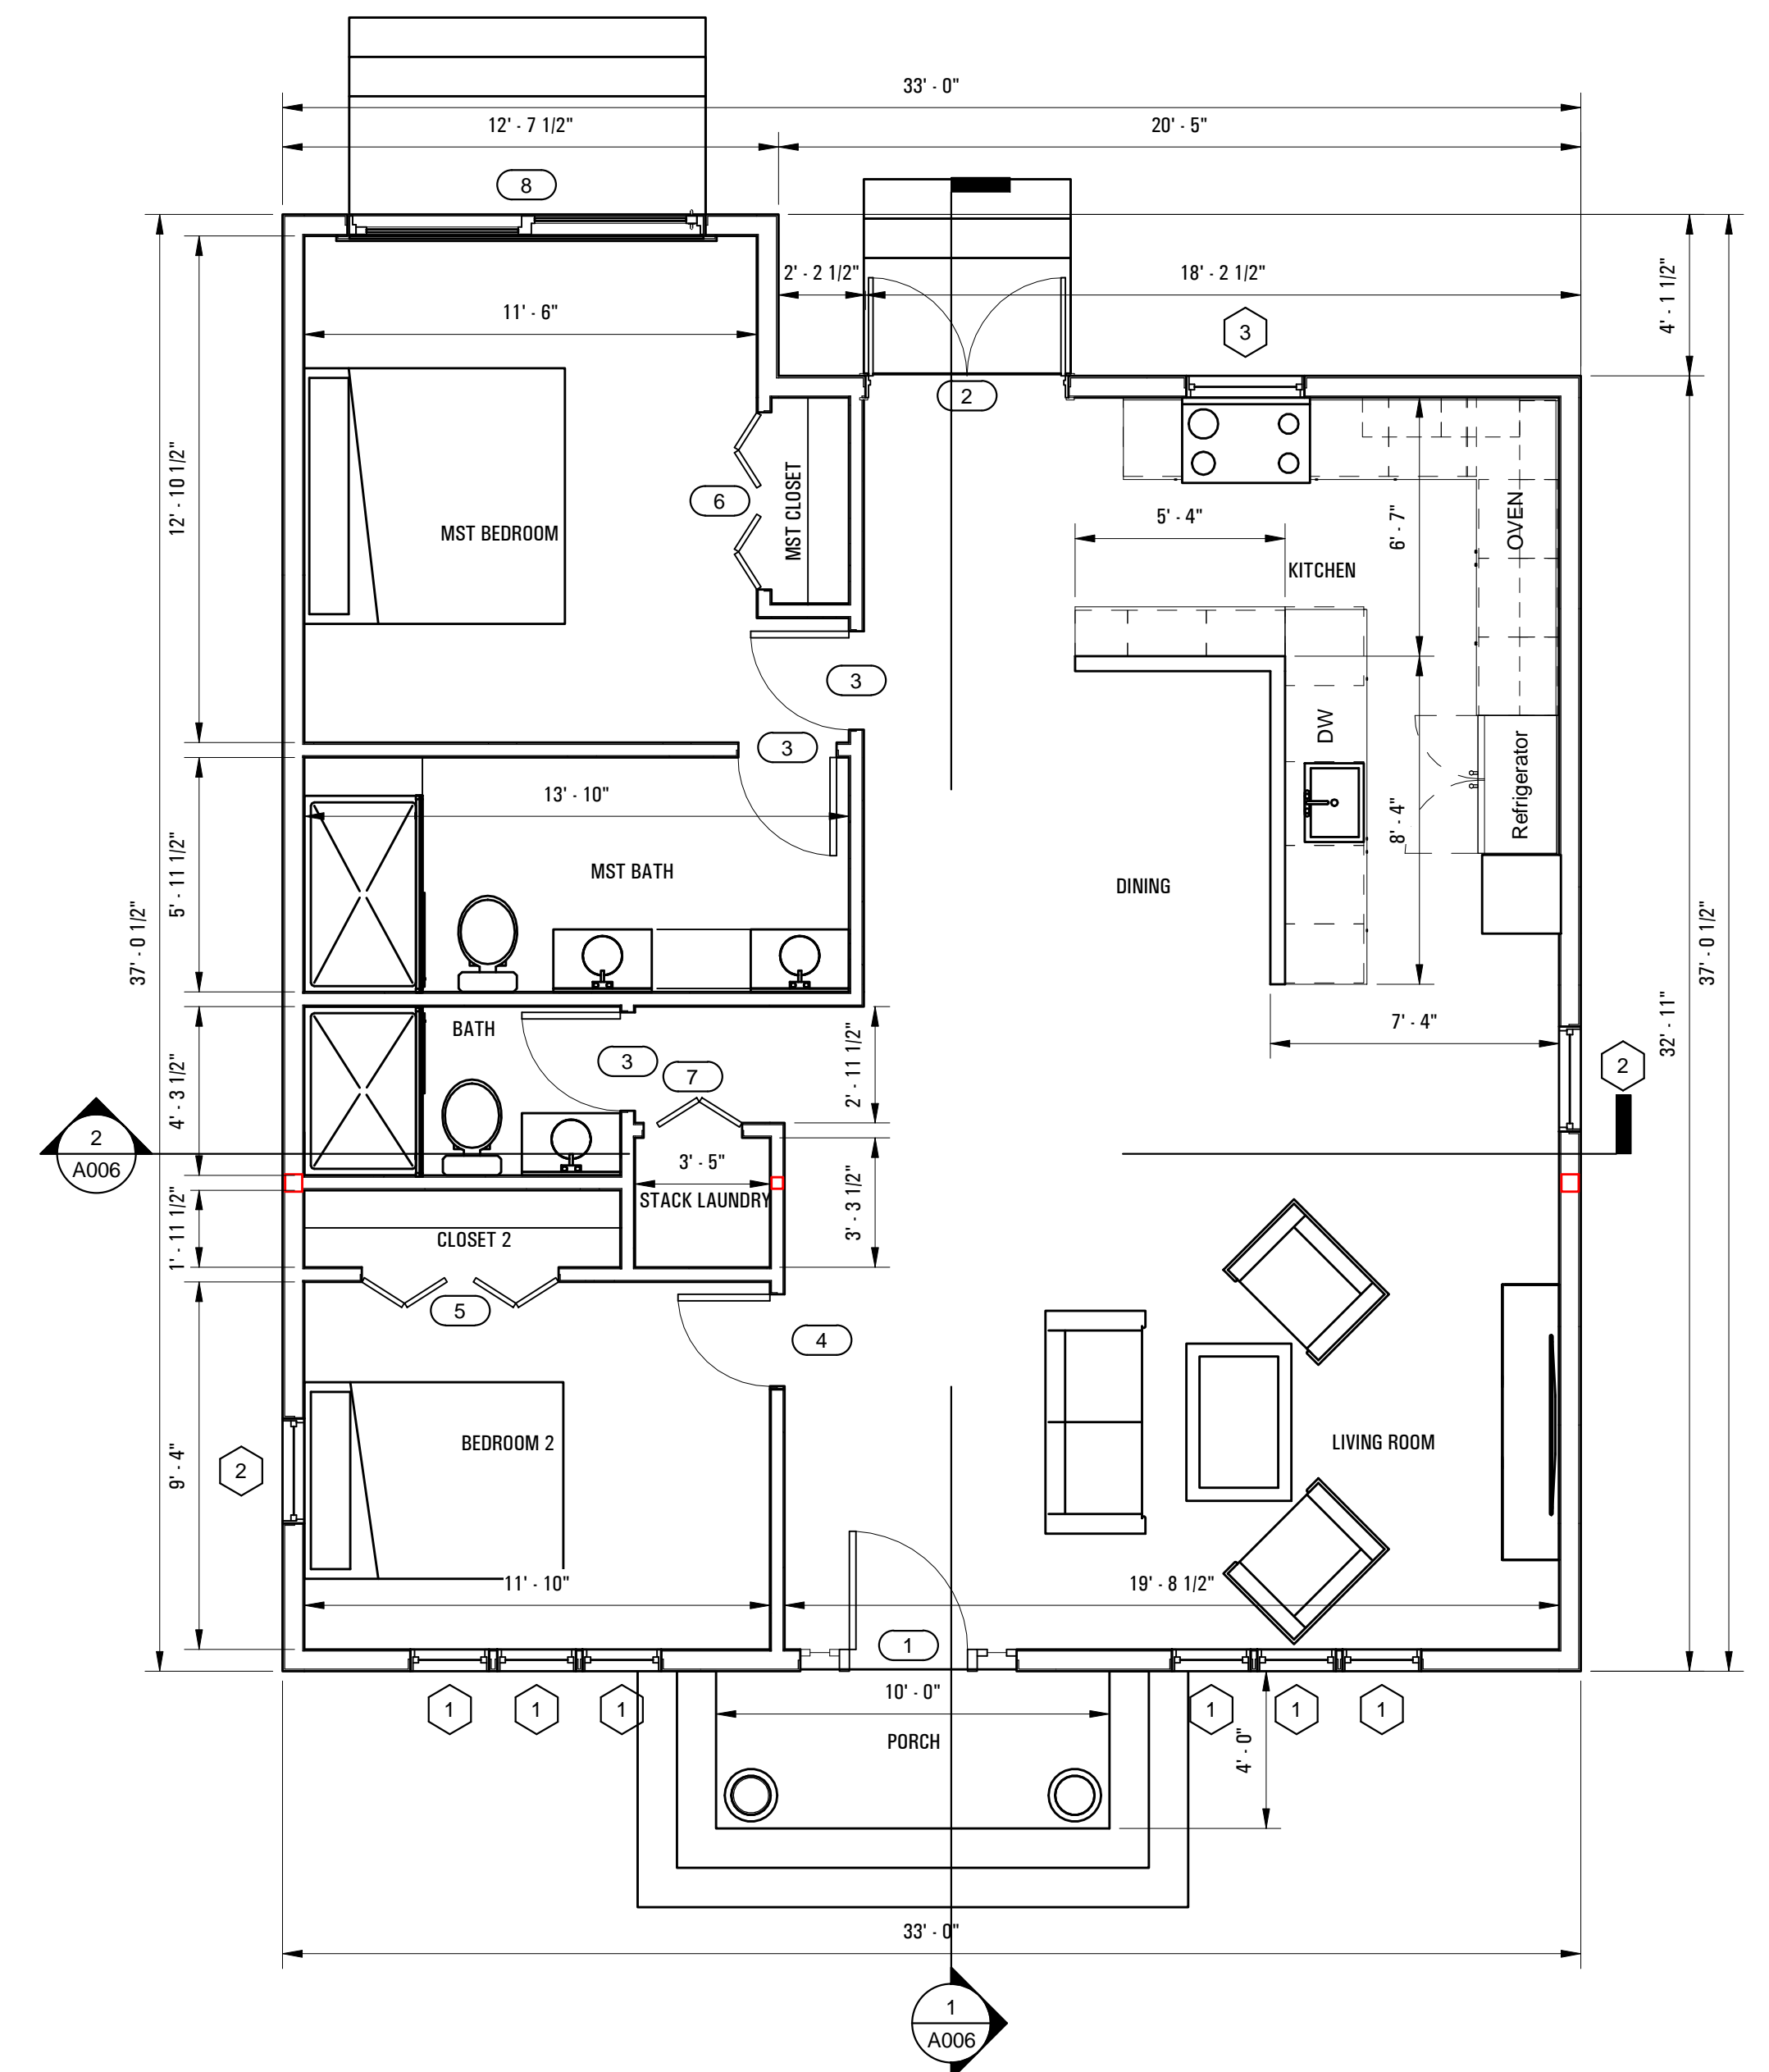 33' - 0"
12' - 7 1/2"
20' - 5"
8
2' - 2 1/2"
18' - 2 1/2"
4' - 1 1/2"
11' - 6"
3
2
12' - 10 1/2"
MST BEDROOM
6
MST CLOSET
5' - 4"
6' - 7"
OVEN
KITCHEN
3
3
DW
Refrigerator
13' - 10"
8' - 4"
5' - 11 1/2"
MST BATH
DINING
37' - 0 1/2"
37' - 0 1/2"
32' - 11"
7' - 4"
BATH
3
7
2' - 11 1/2"
2
4' - 3 1/2"
2
A006
3' - 5"
STACK LAUNDRY
3' - 3 1/2"
1' - 11 1/2"
CLOSET 2
5
4
BEDROOM 2
LIVING ROOM
9' - 4"
2
11' - 10"
19' - 8 1/2"
1
10' - 0"
1
1
1
1
1
1
PORCH
4' - 0"
33' - 0"
1
A006